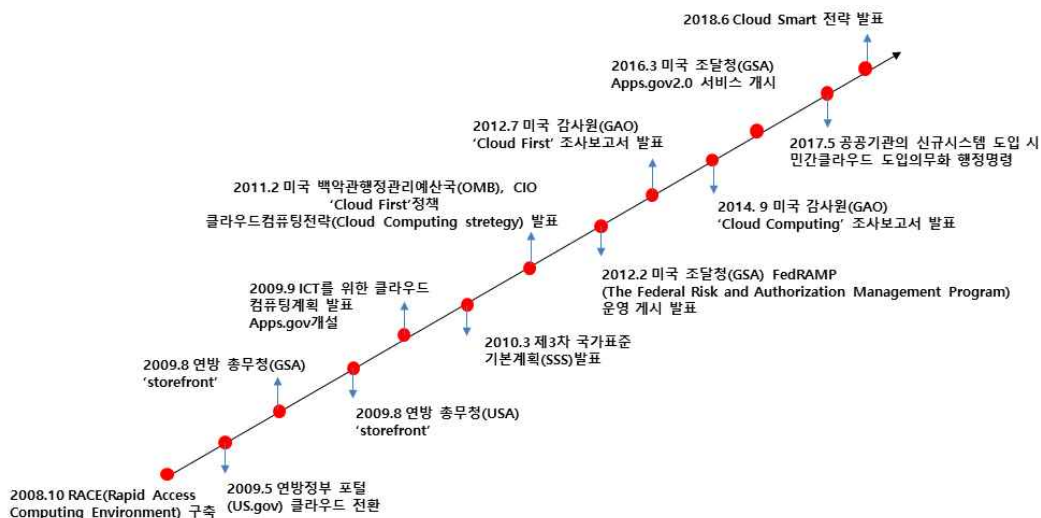 2018.6 Cloud Smart 전략 발표
2016.3 미국 조달청(GSA)
Apps.gov2.0 서비스 개시
2012.7 미국 감사원(GAO)
‘Cloud First’ 조사보고서 발표
2017.5 공공기관의 신규시스템 도입 시
민간클라우드 도입의무화 행정명령
2011.2 미국 백악관행정관리예산국(OMB), CIO
‘Cloud First’정책
클라우드컴퓨팅전략(Cloud Computing stretegy) 발표
2014. 9 미국 감사원(GAO)
‘Cloud Computing’ 조사보고서 발표
2009.9 ICT를 위한 클라우드
컴퓨팅계획 발표
Apps.gov개설
2012.2 미국 조달청(GSA) FedRAMP
(The Federal Risk and Authorization Management Program)
운영 게시 발표
2010.3 제3차 국가표준
기본계획(SSS)발표
2009.8 연방 총무청(GSA)
‘storefront’
2009.8 연방 총무청(USA)
‘storefront’
2008.10 RACE(Rapid Access
Computing Environment) 구축
2009.5 연방정부 포털
(US.gov) 클라우드 전환